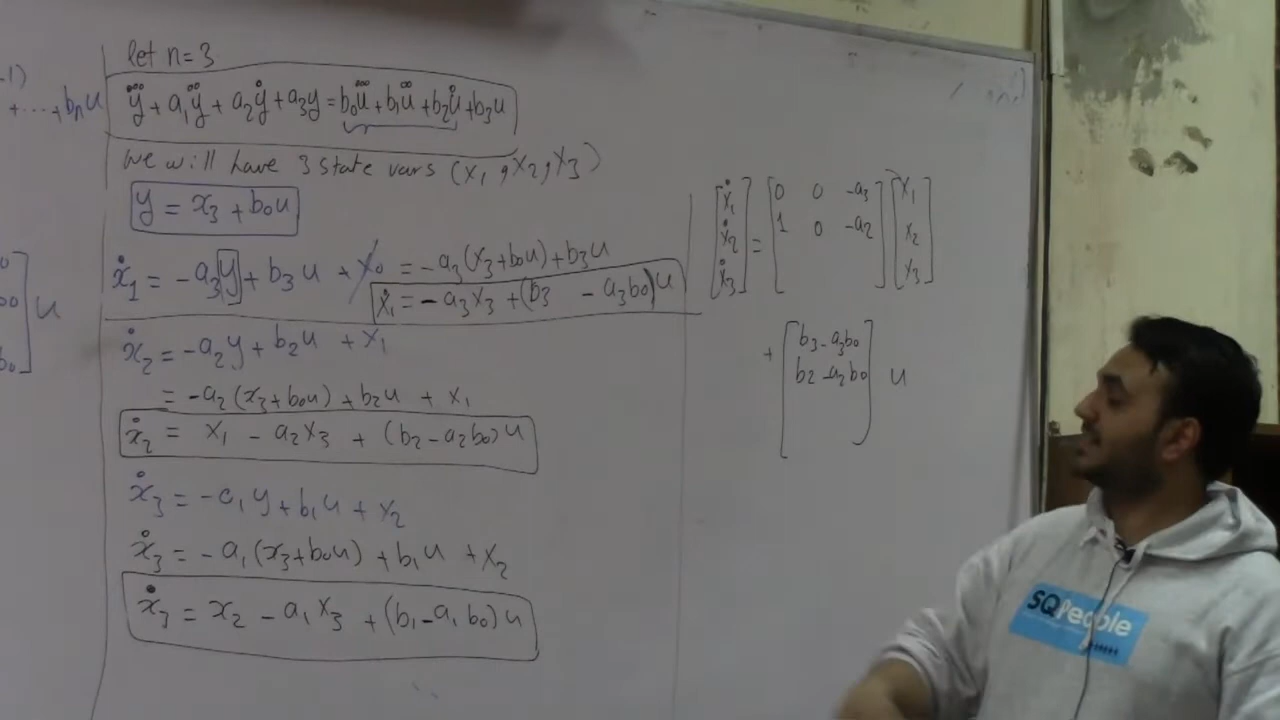 -1)
+ ... + bₙu
0
b₀]u
let n=3
y⃛ + a₁ÿ + a₂ẏ + a₃y = b₀u⃛ + b₁ü + b₂u̇ + b₃u
we will have 3 state vars (x₁, x₂, x₃)
y = x₃ + b₀u
ẋ₁ = -a₃y + b₃u + x₀ = -a₃(x₃+b₀u) + b₃u
ẋ₁ = -a₃x₃ + (b₃ - a₃b₀)u
ẋ₂ = -a₂y + b₂u + x₁
= -a₂(x₃+b₀u) + b₂u + x₁
ẋ₂ = x₁ - a₂x₃ + (b₂-a₂b₀)u
ẋ₃ = -a₁y + b₁u + x₂
ẋ₃ = -a₁(x₃+b₀u) + b₁u + x₂
ẋ₃ = x₂ - a₁x₃ + (b₁-a₁b₀)u
[ẋ₁ [0 0 -a₃ [x₁
ẋ₂ = 1 0 -a₂ x₂
ẋ₃] ] x₃]
+ [b₃-a₃b₀
b₂-a₂b₀] u
SQPeople